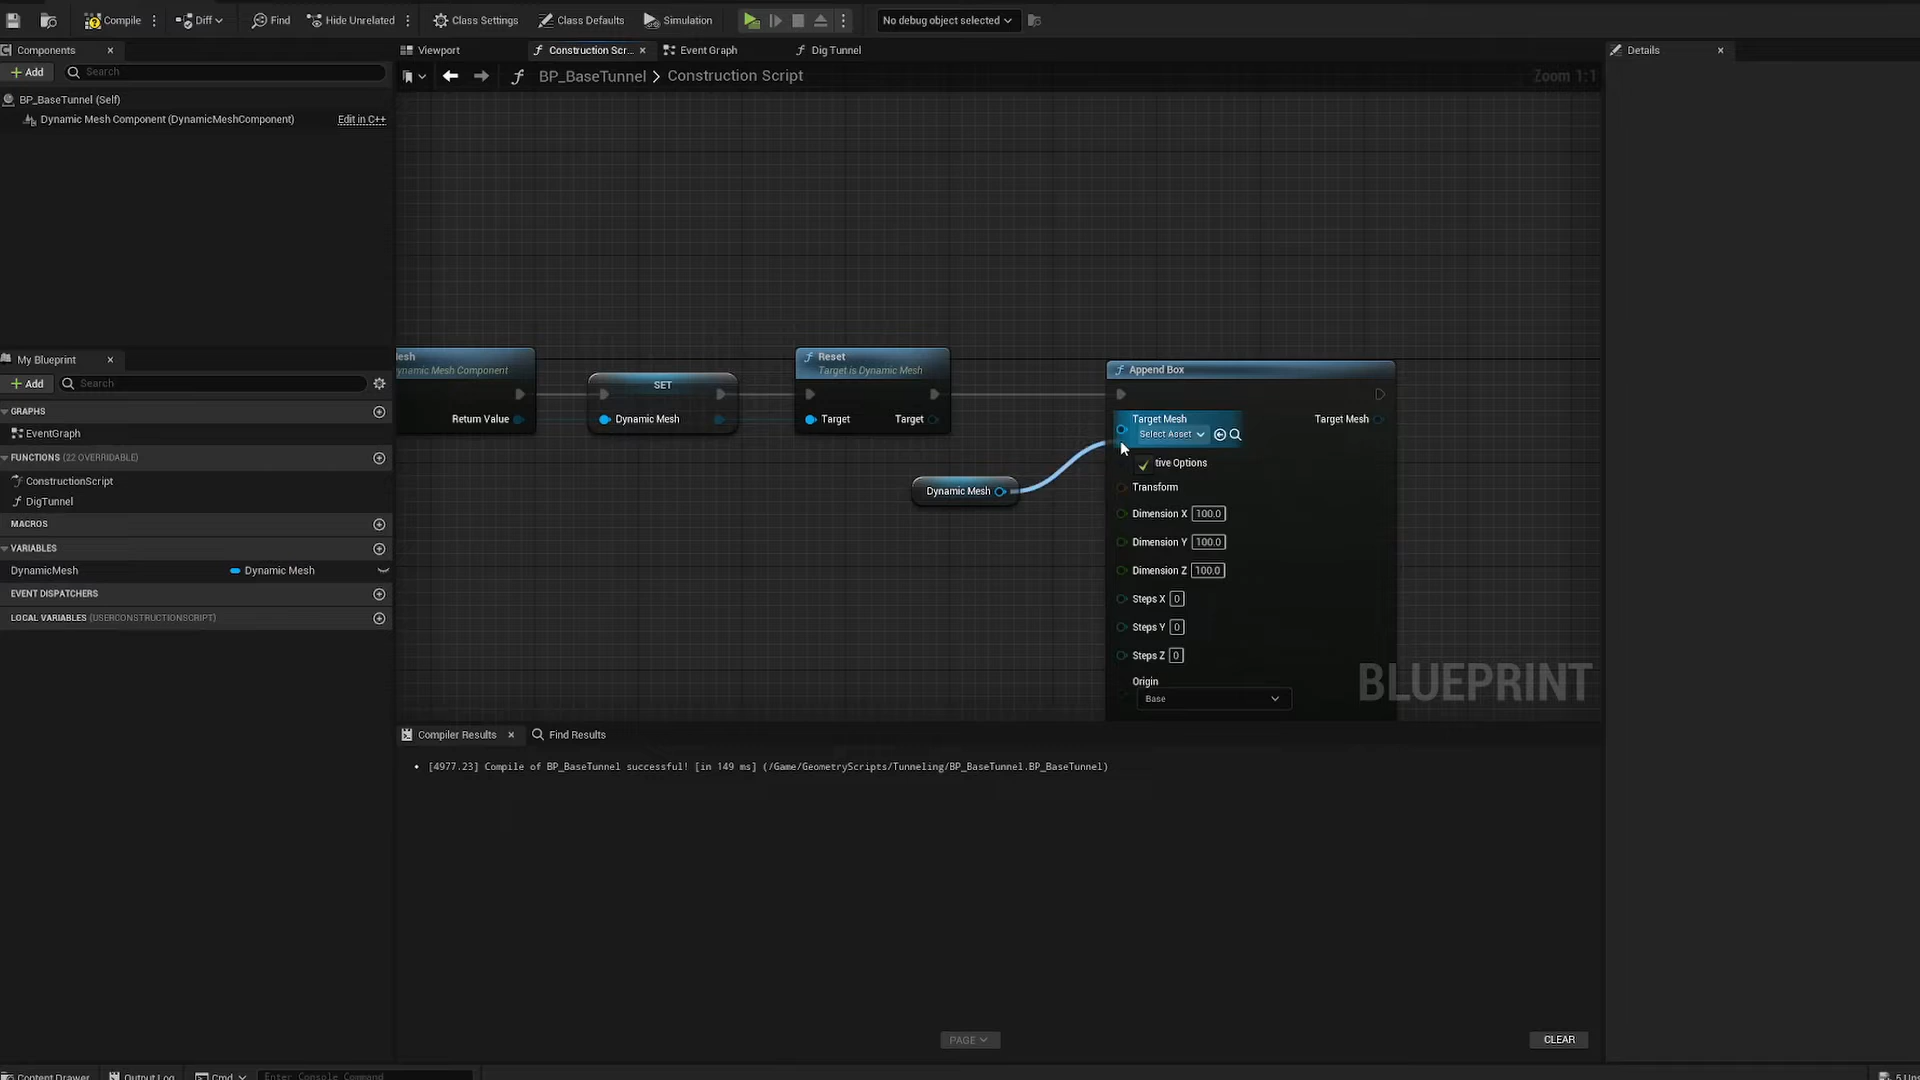 Compile
Diff
Find
Hide Unrelated
Class Settings
Class Defaults
Simulation
No debug object selected
Components
Viewport
Construction Scr...
Event Graph
Dig Tunnel
Details
Add
Search
BP_BaseTunnel > Construction Script
Zoom 1:1
BP_BaseTunnel (Self)
Dynamic Mesh Component (DynamicMeshComponent)
Edit in C++
My Blueprint
Add
Search
GRAPHS
EventGraph
FUNCTIONS (22 OVERRIDABLE)
ConstructionScript
DigTunnel
MACROS
VARIABLES
DynamicMesh
Dynamic Mesh
EVENT DISPATCHERS
LOCAL VARIABLES (USERCONSTRUCTIONSCRIPT)
Return Value
SET
Dynamic Mesh
Reset
Target is Dynamic Mesh
Target
Target
Dynamic Mesh
Append Box
Target Mesh
Select Asset
Target Mesh
tive Options
Transform
Dimension X 100.0
Dimension Y 100.0
Dimension Z 100.0
Steps X 0
Steps Y 0
Steps Z 0
Origin
Base
BLUEPRINT
Compiler Results
Find Results
[4977.23] Compile of BP_BaseTunnel successful! [in 149 ms] (/Game/GeometryScripts/Tunneling/BP_BaseTunnel.BP_BaseTunnel)
PAGE
CLEAR
Content Drawer
Output Log
Cmd
Enter Console Command